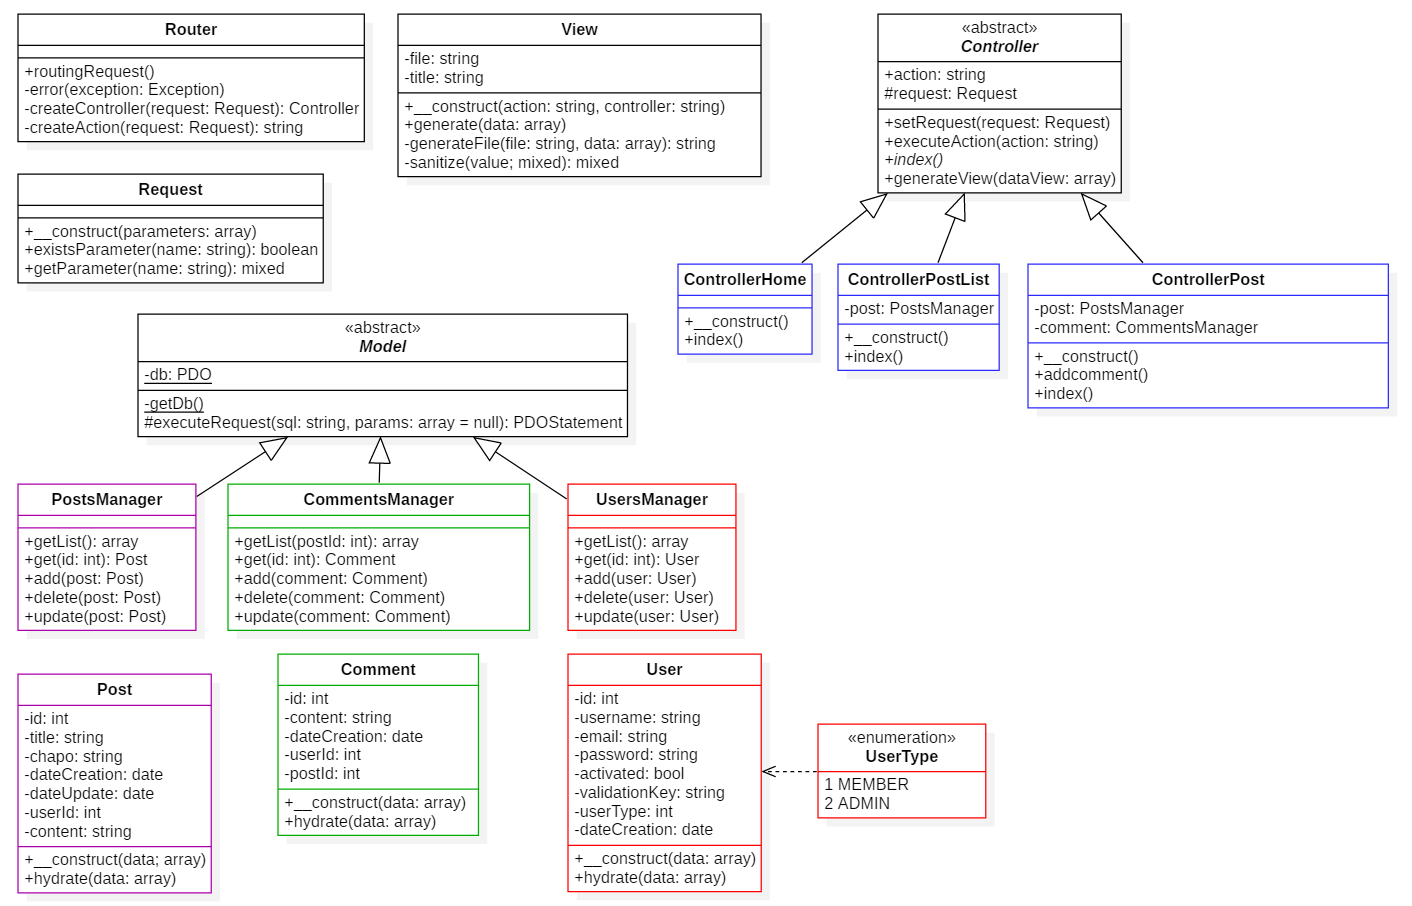 Router
+routingRequest()
-error(exception: Exception)
-createController(request: Request): Controller
-createAction(request: Request): string
View
-file: string
-title: string
+__construct(action: string, controller: string)
+generate(data: array)
-generateFile(file: string, data: array): string
-sanitize(value; mixed): mixed
«abstract»
Controller
+action: string
#request: Request
+setRequest(request: Request)
+executeAction(action: string)
+index()
+generateView(dataView: array)
Request
+__construct(parameters: array)
+existsParameter(name: string): boolean
+getParameter(name: string): mixed
ControllerHome
+__construct()
+index()
ControllerPostList
-post: PostsManager
+__construct()
+index()
ControllerPost
-post: PostsManager
-comment: CommentsManager
+__construct()
+addcomment()
+index()
«abstract»
Model
-db: PDO
-getDb()
#executeRequest(sql: string, params: array = null): PDOStatement
PostsManager
+getList(): array
+get(id: int): Post
+add(post: Post)
+delete(post: Post)
+update(post: Post)
CommentsManager
+getList(postId: int): array
+get(id: int): Comment
+add(comment: Comment)
+delete(comment: Comment)
+update(comment: Comment)
UsersManager
+getList(): array
+get(id: int): User
+add(user: User)
+delete(user: User)
+update(user: User)
Post
-id: int
-title: string
-chapo: string
-dateCreation: date
-dateUpdate: date
-userId: int
-content: string
+__construct(data; array)
+hydrate(data: array)
Comment
-id: int
-content: string
-dateCreation: date
-userId: int
-postId: int
+__construct(data: array)
+hydrate(data: array)
User
-id: int
-username: string
-email: string
-password: string
-activated: bool
-validationKey: string
-userType: int
-dateCreation: date
+__construct(data: array)
+hydrate(data: array)
«enumeration»
UserType
1 MEMBER
2 ADMIN